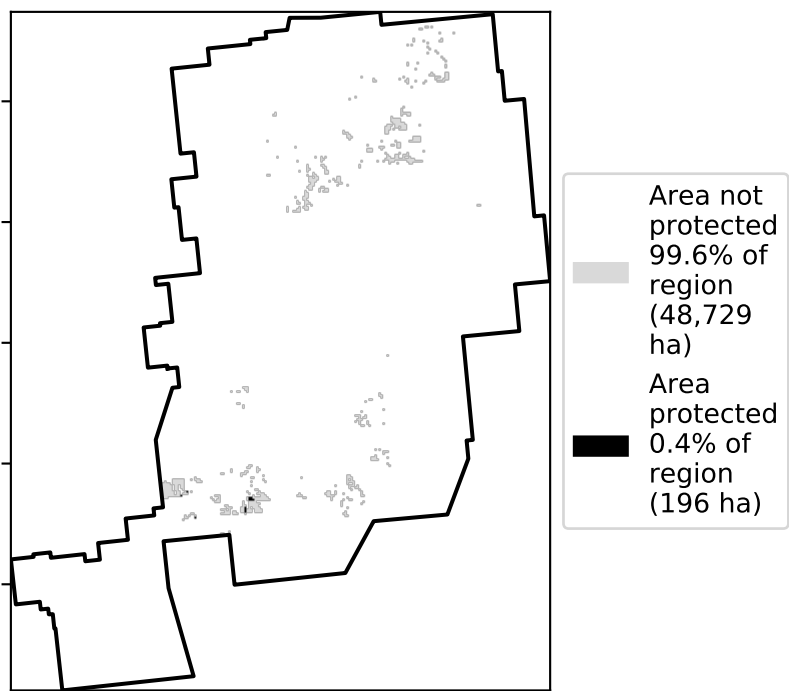 Area not
protected
99.6% of
region
(48,729
ha)
Area
protected
0.4% of
region
(196 ha)